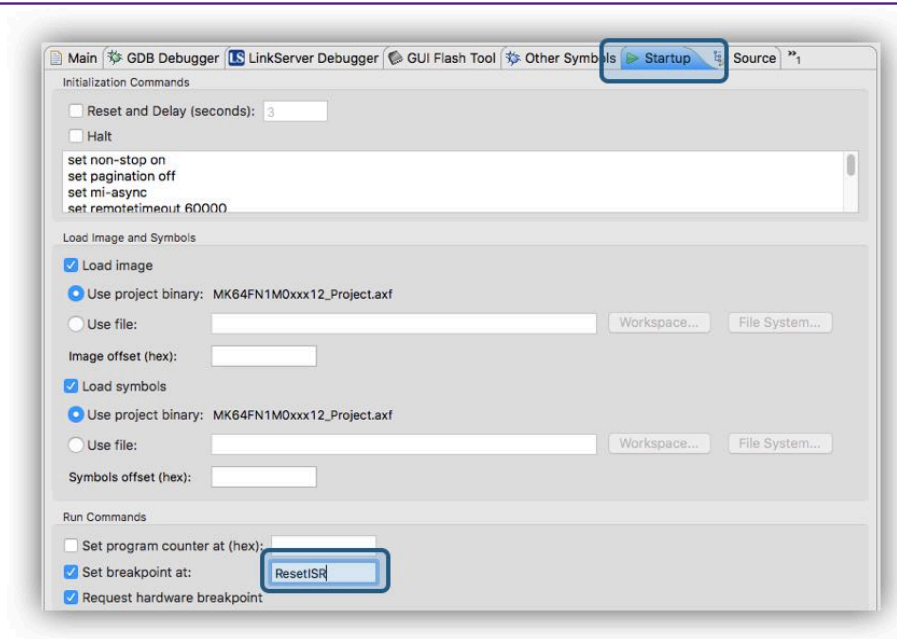 Main GDB Debugger LS LinkServer Debugger GUI Flash Tool Other Symbols Startup Source »1
Initialization Commands
Reset and Delay (seconds): 3
Halt
set non-stop on
set pagination off
set mi-async
set remotetimeout 60000
Load Image and Symbols
Load image
Use project binary: MK64FN1M0xxx12_Project.axf
Use file: Workspace... File System...
Image offset (hex):
Load symbols
Use project binary: MK64FN1M0xxx12_Project.axf
Use file: Workspace... File System...
Symbols offset (hex):
Run Commands
Set program counter at (hex):
Set breakpoint at: ResetISR
Request hardware breakpoint